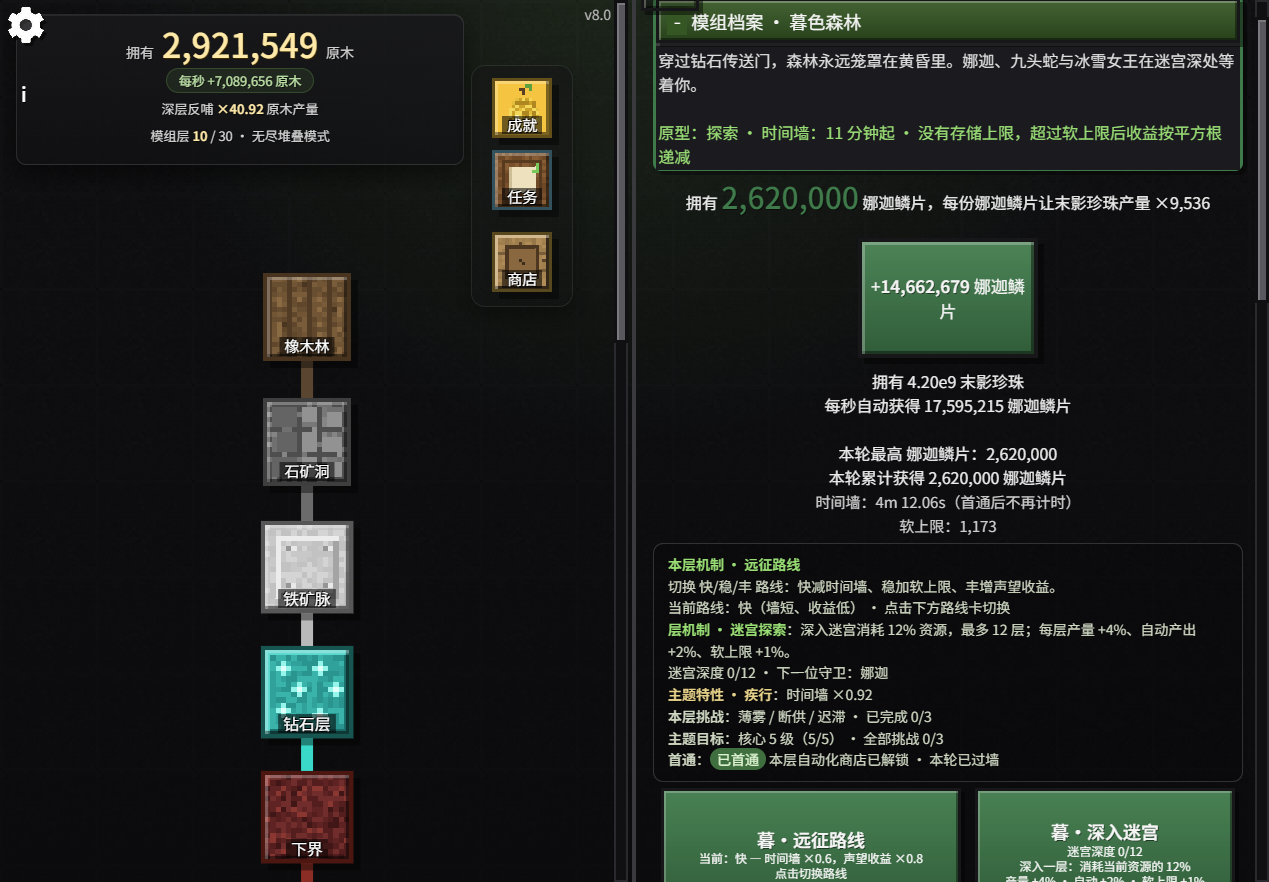 拥有 2,921,549 原木
每秒 +7,089,656 原木
深层反哺 ×40.92 原木产量
模组层 10 / 30 · 无尽堆叠模式
i
v8.0
成就
任务
商店
橡木林
石矿洞
铁矿脉
钻石层
下界
- 模组档案 · 暮色森林
穿过钻石传送门，森林永远笼罩在黄昏里。娜迦、九头蛇与冰雪女王在迷宫深处等
着你。
原型：探索 · 时间墙：11 分钟起 · 没有存储上限，超过软上限后收益按平方根
递减
拥有 2,620,000 娜迦鳞片，每份娜迦鳞片让末影珍珠产量 ×9,536
+14,662,679 娜迦鳞
片
拥有 4.20e9 末影珍珠
每秒自动获得 17,595,215 娜迦鳞片
本轮最高 娜迦鳞片：2,620,000
本轮累计获得 2,620,000 娜迦鳞片
时间墙：4m 12.06s（首通后不再计时）
软上限：1,173
本层机制 · 远征路线
切换 快/稳/丰 路线：快减时间墙、稳加软上限、丰增声望收益。
当前路线：快（墙短、收益低） · 点击下方路线卡切换
层机制 · 迷宫探索：深入迷宫消耗 12% 资源，最多 12 层；每层产量 +4%、自动产出
+2%、软上限 +1%。
迷宫深度 0/12 · 下一位守卫：娜迦
主题特性 · 疾行：时间墙 ×0.92
本层挑战：薄雾 / 断供 / 迟滞 · 已完成 0/3
主题目标：核心 5 级（5/5） · 全部挑战 0/3
首通： 已首通 本层自动化商店已解锁 · 本轮已过墙
暮 · 远征路线
当前：快 — 时间墙 ×0.6，声望收益 ×0.8
点击切换路线
暮 · 深入迷宫
迷宫深度 0/12
深入一层：消耗当前资源的 12%
产量 +4% · 自动 +2% · 软上限 +1%